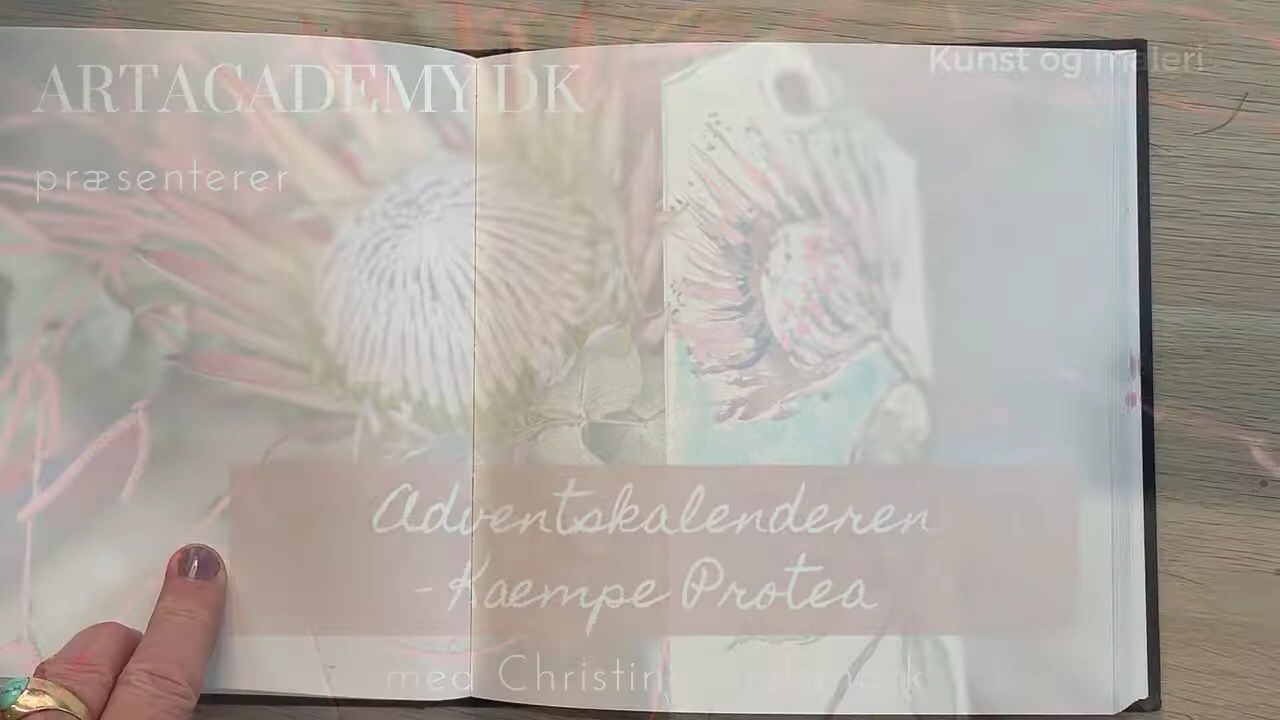 ARTACADEMY DK
Kunst og maleri
præsenterer
Adventskalenderen
- Kaempe Protea
med Christin